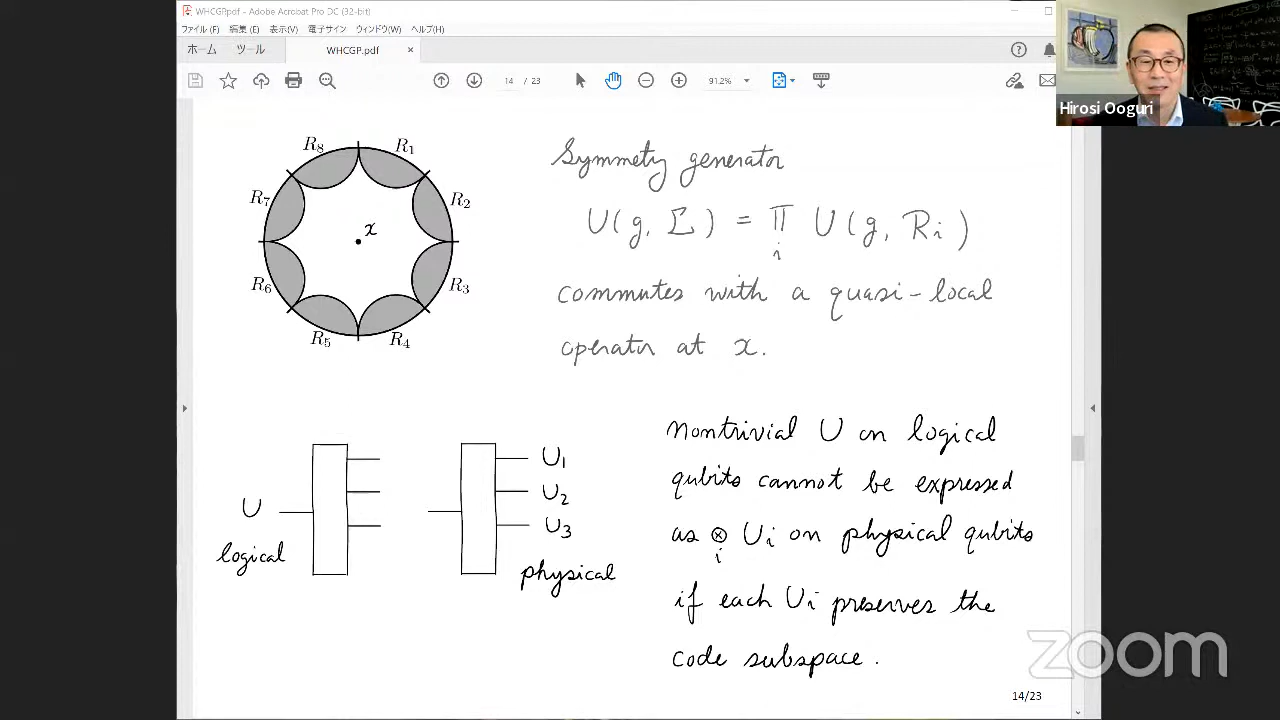 WHCGP.pdf - Adobe Acrobat Pro DC (32-bit)
ファイル(F) 編集(E) 表示(V) 電子サイン ウィンドウ(W) ヘルプ(H)
ホーム ツール WHCGP.pdf ×
14 / 23 91.2%
Hirosi Ooguri
R8 R1
R7 R2
x
R6 R3
R5 R4
Symmety generator
U(g, Σ) = Π U(g, Ri)
i
commutes with a quasi-local
operator at x.
U
logical
U1
U2
U3
physical
nontrivial U on logical
qubits cannot be expressed
as ⊗ Ui on physical qubits
i
if each Ui preserves the
code subspace.
zoom
14/23